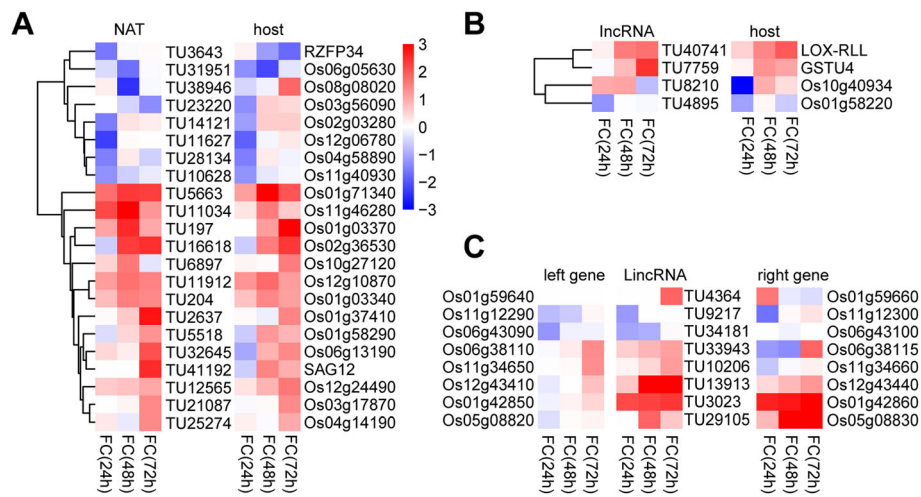 A
NAT host
TU3643 RZFP34
TU31951 Os06g05630
TU38946 Os08g08020
TU23220 Os03g56090
TU14121 Os02g03280
TU11627 Os12g06780
TU28134 Os04g58890
TU10628 Os11g40930
TU5663 Os01g71340
TU11034 Os11g46280
TU197 Os01g03370
TU16618 Os02g36530
TU6897 Os10g27120
TU11912 Os12g10870
TU204 Os01g03340
TU2637 Os01g37410
TU5518 Os01g58290
TU32645 Os06g13190
TU41192 SAG12
TU12565 Os12g24490
TU21087 Os03g17870
TU25274 Os04g14190
FC(24h) FC(48h) FC(72h) FC(24h) FC(48h) FC(72h)
3
2
1
0
−1
−2
−3
B
lncRNA host
TU40741 LOX-RLL
TU7759 GSTU4
TU8210 Os10g40934
TU4895 Os01g58220
FC(24h) FC(48h) FC(72h) FC(24h) FC(48h) FC(72h)
C
left gene LincRNA right gene
Os01g59640 TU4364 Os01g59660
Os11g12290 TU9217 Os11g12300
Os06g43090 TU34181 Os06g43100
Os06g38110 TU33943 Os06g38115
Os11g34650 TU10206 Os11g34660
Os12g43410 TU13913 Os12g43440
Os01g42850 TU3023 Os01g42860
Os05g08820 TU29105 Os05g08830
FC(24h) FC(48h) FC(72h) FC(24h) FC(48h) FC(72h) FC(24h) FC(48h) FC(72h)